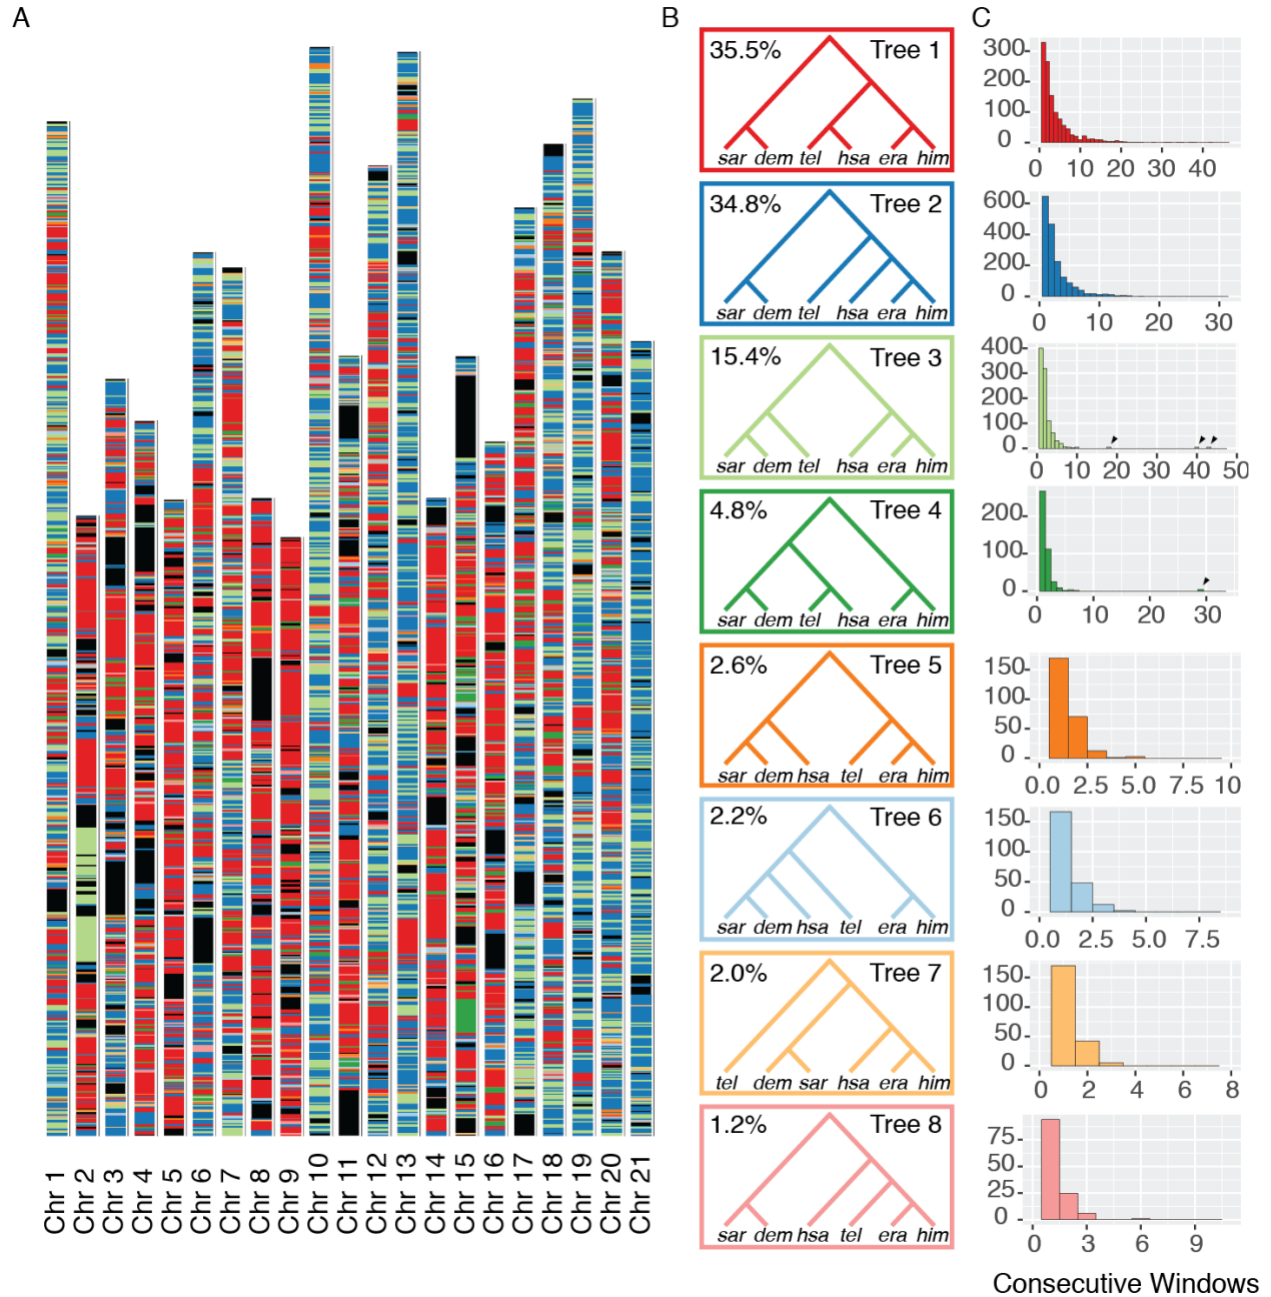 A
B
C
35.5% Tree 1
sar dem tel hsa era him
34.8% Tree 2
sar dem tel hsa era him
15.4% Tree 3
sar dem tel hsa era him
4.8% Tree 4
sar dem tel hsa era him
2.6% Tree 5
sar dem hsa tel era him
2.2% Tree 6
sar dem hsa tel era him
2.0% Tree 7
tel dem sar hsa era him
1.2% Tree 8
sar dem hsa tel era him
300
200
100
0
0 10 20 30 40
600
400
200
0
0 10 20 30
400
300
200
100
0
0 10 20 30 40 50
200
100
0
0 10 20 30
150
100
50
0
0.0 2.5 5.0 7.5 10
150
100
50
0
0.0 2.5 5.0 7.5
150
100
50
0
0 2 4 6 8
75
50
25
0
0 3 6 9
Consecutive Windows
Chr 1
Chr 2
Chr 3
Chr 4
Chr 5
Chr 6
Chr 7
Chr 8
Chr 9
Chr 10
Chr 11
Chr 12
Chr 13
Chr 14
Chr 15
Chr 16
Chr 17
Chr 18
Chr 19
Chr 20
Chr 21